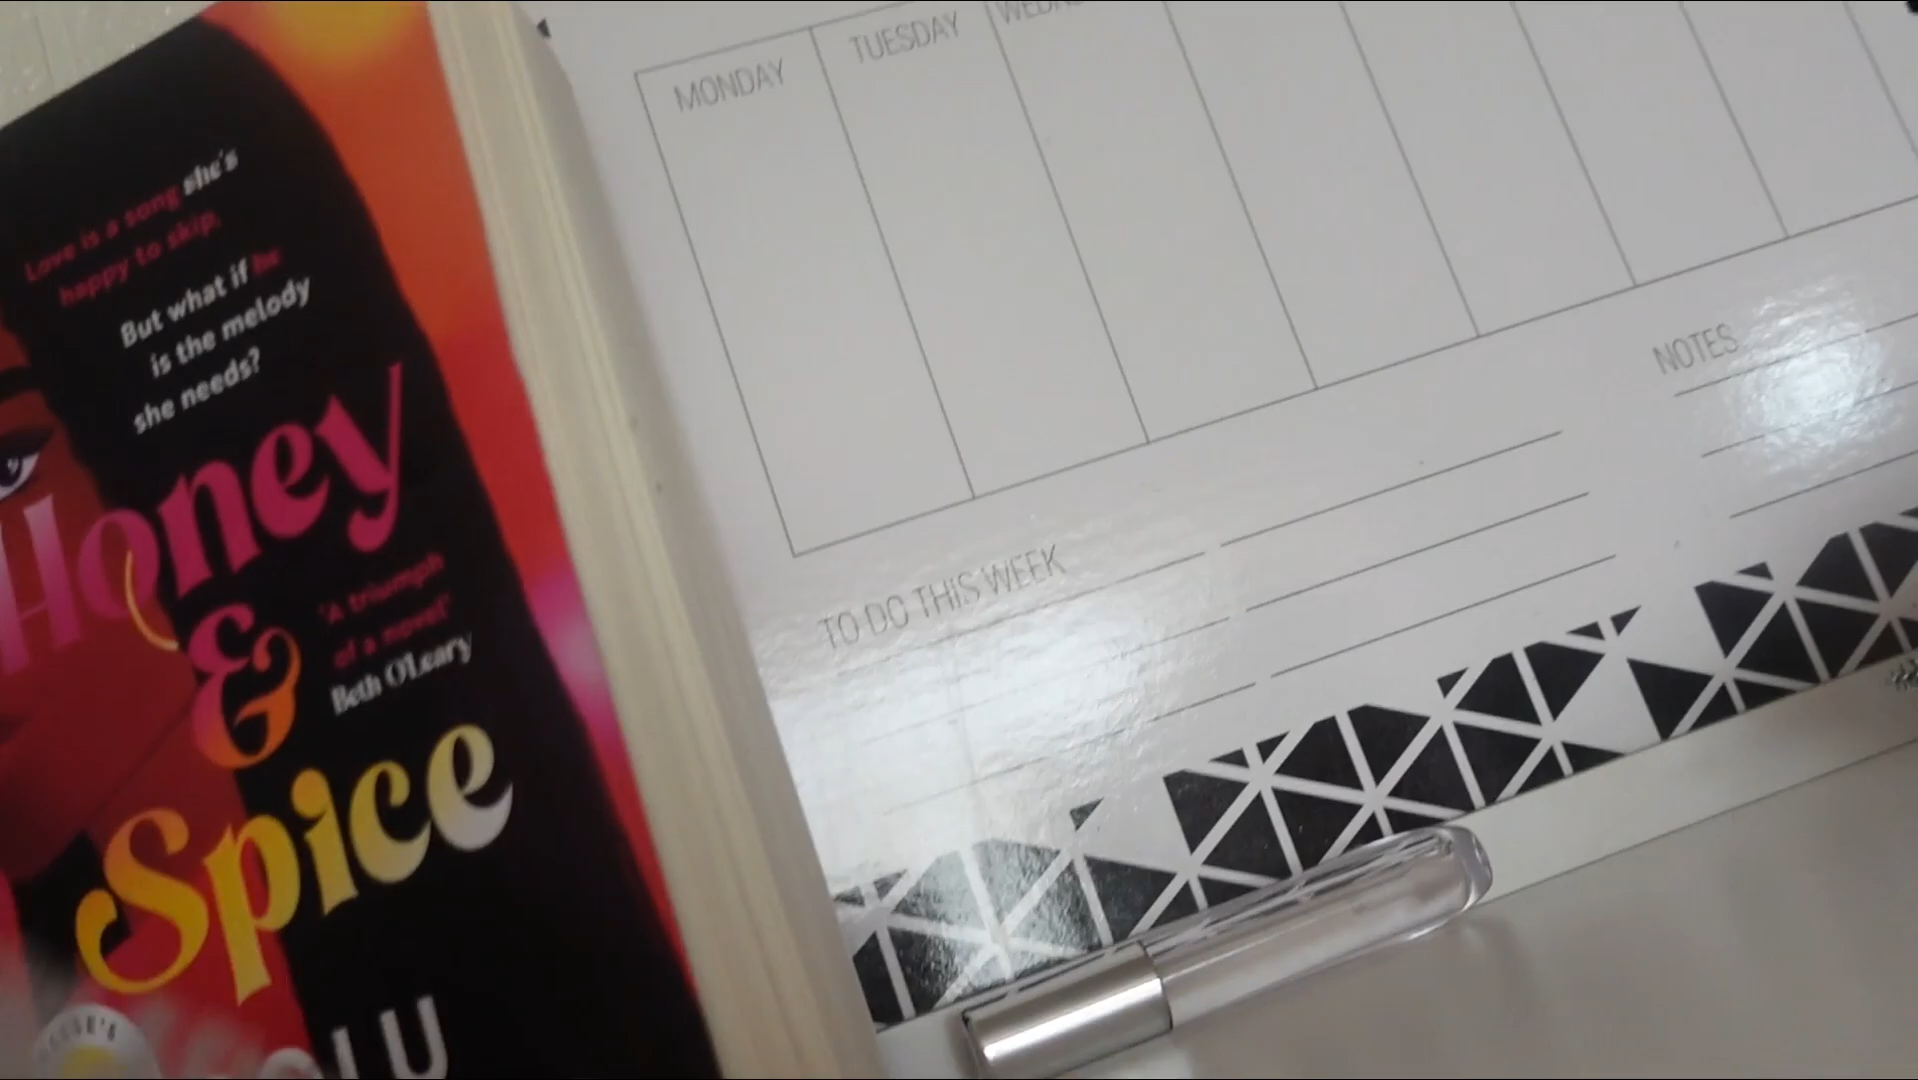 Love is a song she's
happy to skip.
But what if he
is the melody
she needs?
Honey
&
Spice
'A triumph
of a novel'
Beth O'Leary
MONDAY
TUESDAY
TO DO THIS WEEK
NOTES